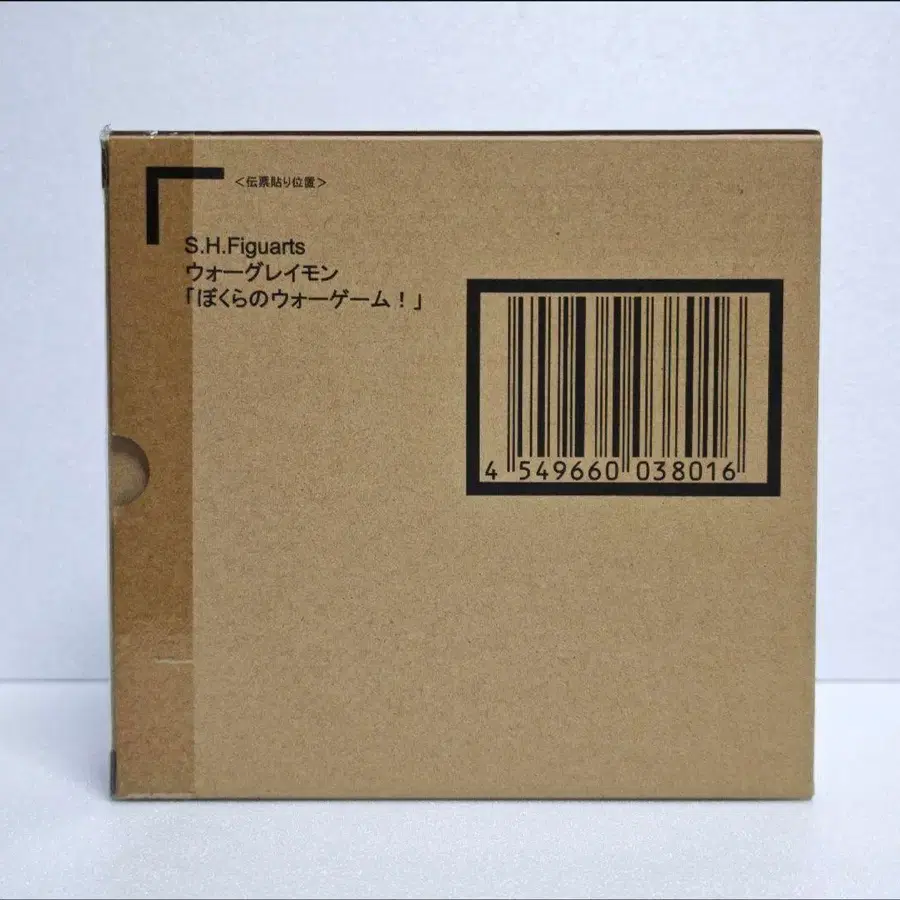 ＜伝票貼り位置＞
S.H.Figuarts
ウォーグレイモン
「ぼくらのウォーゲーム！」
4 549660 038016